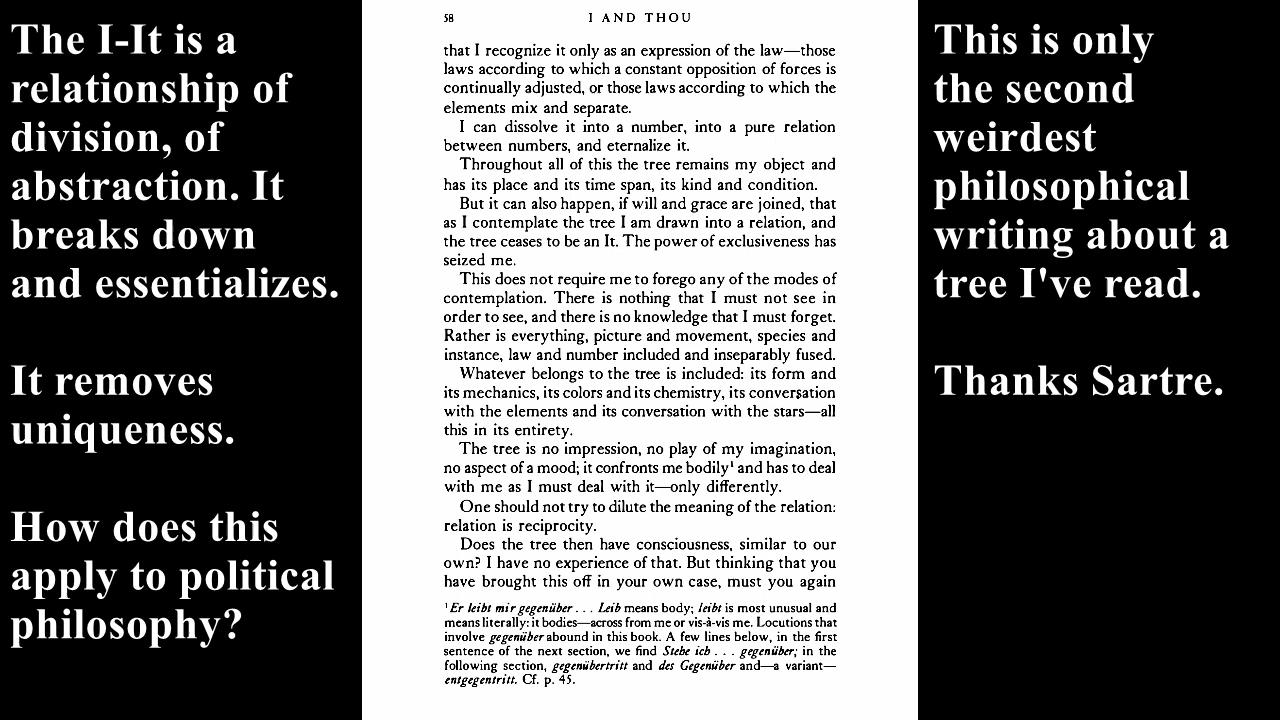 The I-It is a
relationship of
division, of
abstraction. It
breaks down
and essentializes.
It removes
uniqueness.
How does this
apply to political
philosophy?
58 I AND THOU
that I recognize it only as an expression of the law—those
laws according to which a constant opposition of forces is
continually adjusted, or those laws according to which the
elements mix and separate.
I can dissolve it into a number, into a pure relation
between numbers, and eternalize it.
Throughout all of this the tree remains my object and
has its place and its time span, its kind and condition.
But it can also happen, if will and grace are joined, that
as I contemplate the tree I am drawn into a relation, and
the tree ceases to be an It. The power of exclusiveness has
seized me.
This does not require me to forego any of the modes of
contemplation. There is nothing that I must not see in
order to see, and there is no knowledge that I must forget.
Rather is everything, picture and movement, species and
instance, law and number included and inseparably fused.
Whatever belongs to the tree is included: its form and
its mechanics, its colors and its chemistry, its conversation
with the elements and its conversation with the stars—all
this in its entirety.
The tree is no impression, no play of my imagination,
no aspect of a mood; it confronts me bodily¹ and has to deal
with me as I must deal with it—only differently.
One should not try to dilute the meaning of the relation:
relation is reciprocity.
Does the tree then have consciousness, similar to our
own? I have no experience of that. But thinking that you
have brought this off in your own case, must you again
¹Er leibt mir gegenüber . . . Leib means body; leibt is most unusual and
means literally: it bodies—across from me or vis-à-vis me. Locutions that
involve gegenüber abound in this book. A few lines below, in the first
sentence of the next section, we find Stehe ich . . . gegenüber; in the
following section, gegenübertritt and des Gegenüber and—a variant—
entgegentritt. Cf. p. 45.
This is only
the second
weirdest
philosophical
writing about a
tree I've read.
Thanks Sartre.